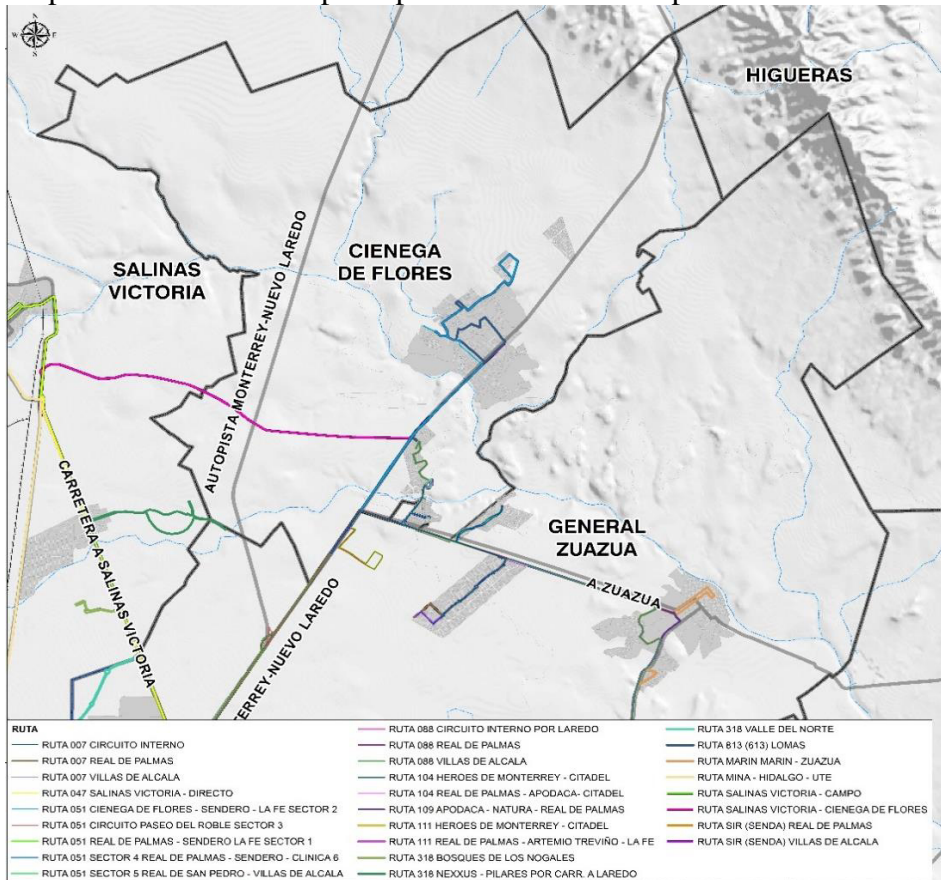 N
W
E
S
HIGUERAS
CIENEGA
DE FLORES
SALINAS
VICTORIA
AUTOPISTA MONTERREY-NUEVO LAREDO
CARRETERA A SALINAS VICTORIA
GENERAL
ZUAZUA
A. ZUAZUA
TERREY-NUEVO LAREDO
RUTA
RUTA 007 CIRCUITO INTERNO
RUTA 007 REAL DE PALMAS
RUTA 007 VILLAS DE ALCALA
RUTA 047 SALINAS VICTORIA - DIRECTO
RUTA 051 CIENEGA DE FLORES - SENDERO - LA FE SECTOR 2
RUTA 051 CIRCUITO PASEO DEL ROBLE SECTOR 3
RUTA 051 REAL DE PALMAS - SENDERO LA FE SECTOR 1
RUTA 051 SECTOR 4 REAL DE PALMAS - SENDERO - CLINICA 6
RUTA 051 SECTOR 5 REAL DE SAN PEDRO - VILLAS DE ALCALA
RUTA 088 CIRCUITO INTERNO POR LAREDO
RUTA 088 REAL DE PALMAS
RUTA 088 VILLAS DE ALCALA
RUTA 104 HEROES DE MONTERREY - CITADEL
RUTA 104 REAL DE PALMAS - APODACA- CITADEL
RUTA 109 APODACA - NATURA - REAL DE PALMAS
RUTA 111 HEROES DE MONTERREY - CITADEL
RUTA 111 REAL DE PALMAS - ARTEMIO TREVIÑO - LA FE
RUTA 318 BOSQUES DE LOS NOGALES
RUTA 318 NEXXUS - PILARES POR CARR. A LAREDO
RUTA 318 VALLE DEL NORTE
RUTA 813 (613) LOMAS
RUTA MARIN MARIN - ZUAZUA
RUTA MINA - HIDALGO - UTE
RUTA SALINAS VICTORIA - CAMPO
RUTA SALINAS VICTORIA - CIENEGA DE FLORES
RUTA SIR (SENDA) REAL DE PALMAS
RUTA SIR (SENDA) VILLAS DE ALCALA